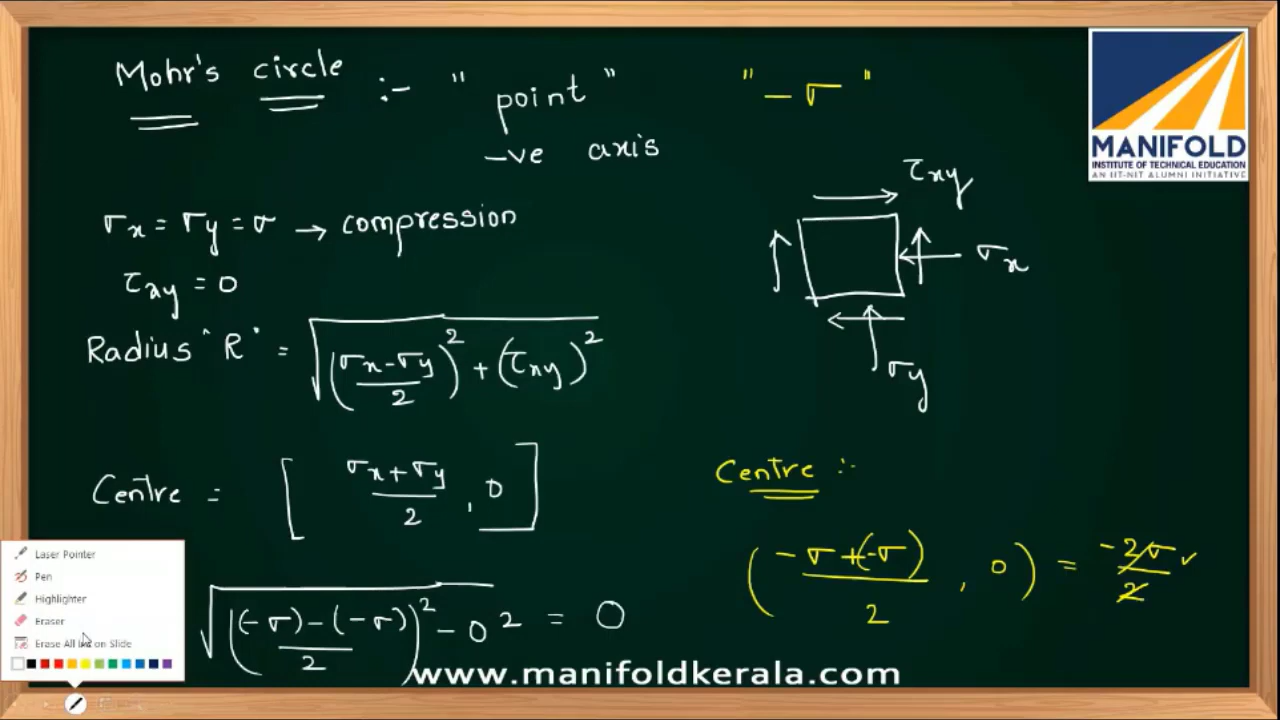 Mohr's circle :- " point " " - σ "
-ve axis
MANIFOLD
INSTITUTE OF TECHNICAL EDUCATION
AN IIT-NIT ALUMNI INITIATIVE
τxy
σx = σy = σ → compression
σx
τxy = 0
Radius "R" = √((σx-σy)/2)² + (τxy)²
σy
Centre = [ (σx+σy)/2 , 0 ]
Centre :-
( (-σ+(-σ))/2 , 0 ) = -2σ/2
√(((-σ)-(-σ))/2)² - 0² = 0
Laser Pointer
Pen
Highlighter
Eraser
Erase All Ink on Slide
www.manifoldkerala.com